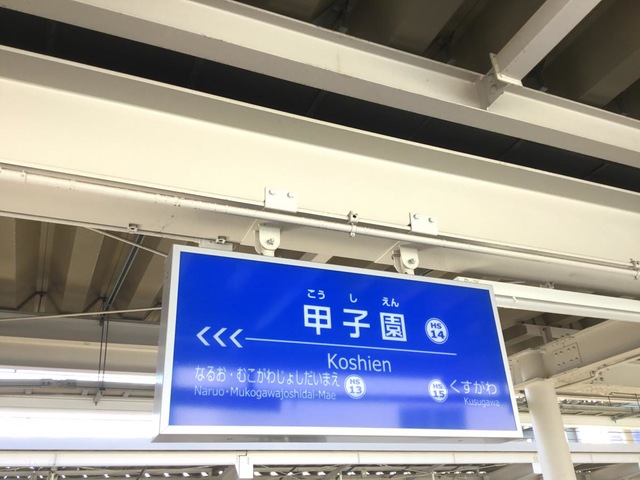 こうしえん
甲子園 HS 14
<<<
Koshien
なるお・むこがわじょしだいまえ HS 13
Naruo・Mukogawajoshidai-Mae
HS 15 くすがわ
Kusugawa